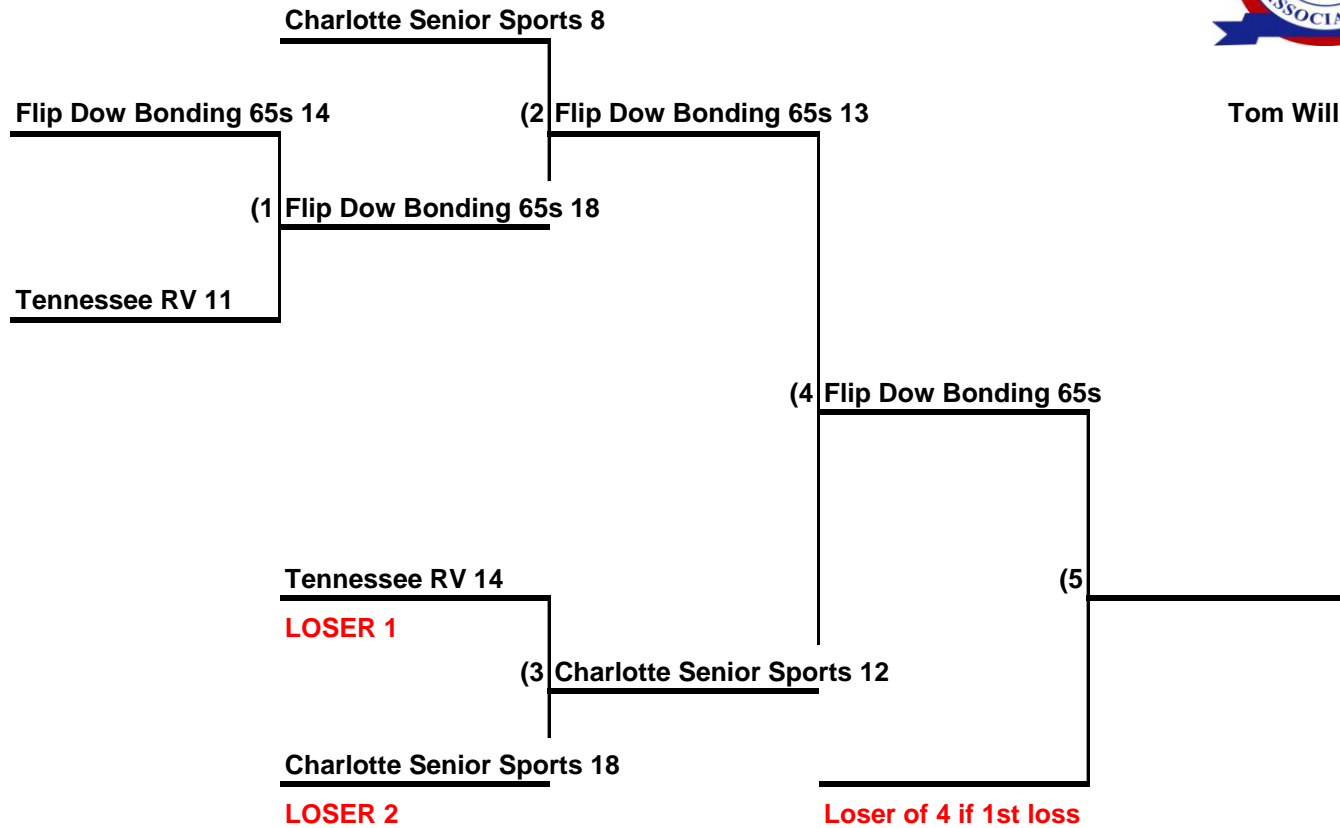 Charlotte Senior Sports 8
Flip Dow Bonding 65s 14
(2 Flip Dow Bonding 65s 13
Tom Will
(1 Flip Dow Bonding 65s 18
Tennessee RV 11
(4 Flip Dow Bonding 65s
Tennessee RV 14
(5
LOSER 1
(3 Charlotte Senior Sports 12
Charlotte Senior Sports 18
LOSER 2
Loser of 4 if 1st loss